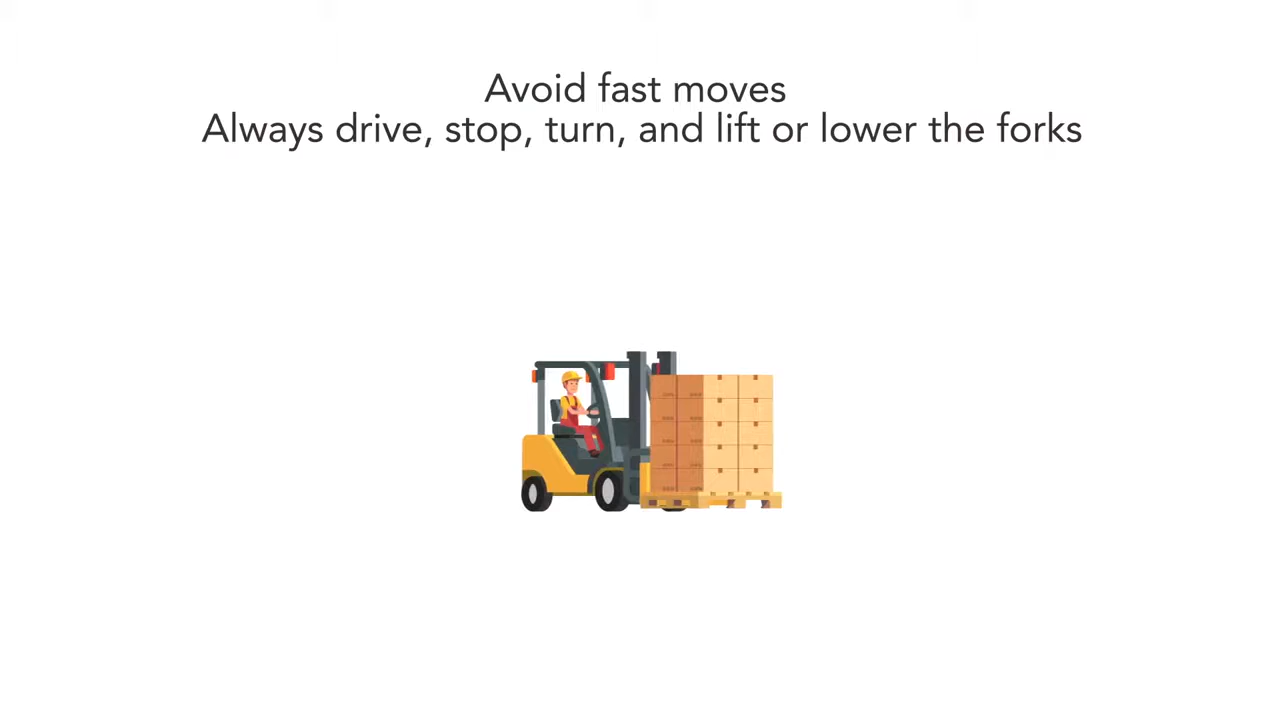 Avoid fast moves
Always drive, stop, turn, and lift or lower the forks